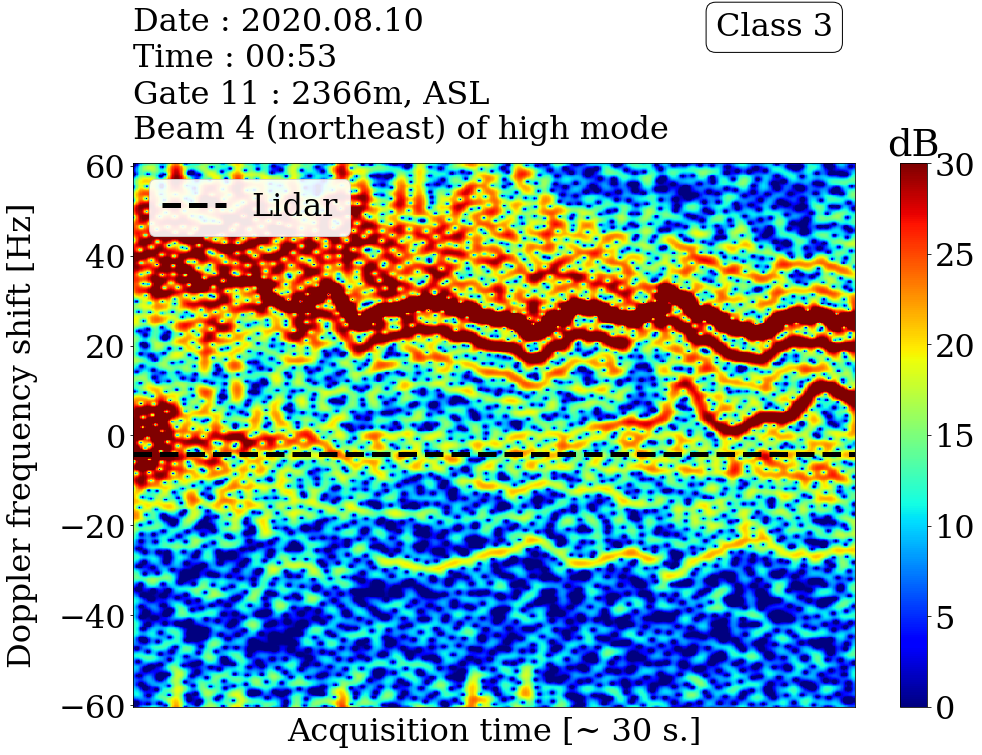 Date : 2020.08.10
Time : 00:53
Gate 11 : 2366m, ASL
Beam 4 (northeast) of high mode
Class 3
dB
Lidar
60
40
20
0
−20
−40
−60
Doppler frequency shift [Hz]
Acquisition time [~ 30 s.]
30
25
20
15
10
5
0